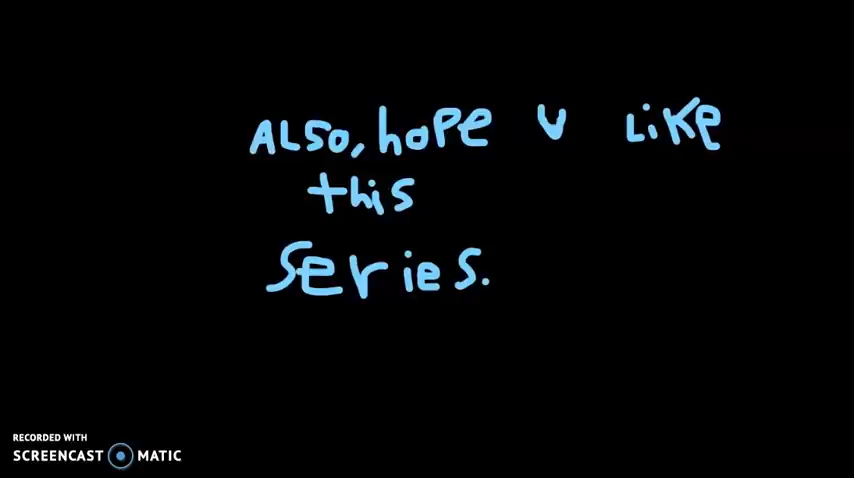 ALSO, hope U LiKe
this
series.
RECORDED WITH
SCREENCAST MATIC